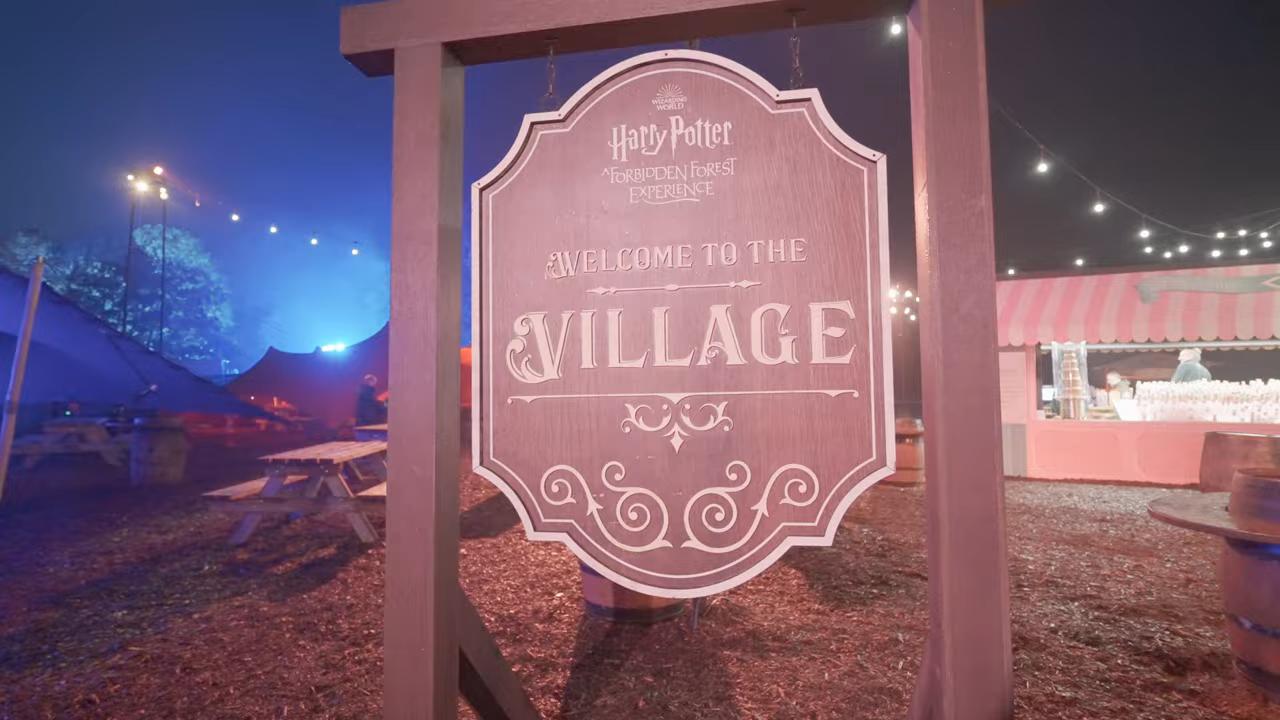 WIZARDING
WORLD
Harry Potter
A FORBIDDEN FOREST
EXPERIENCE
WELCOME TO THE
VILLAGE